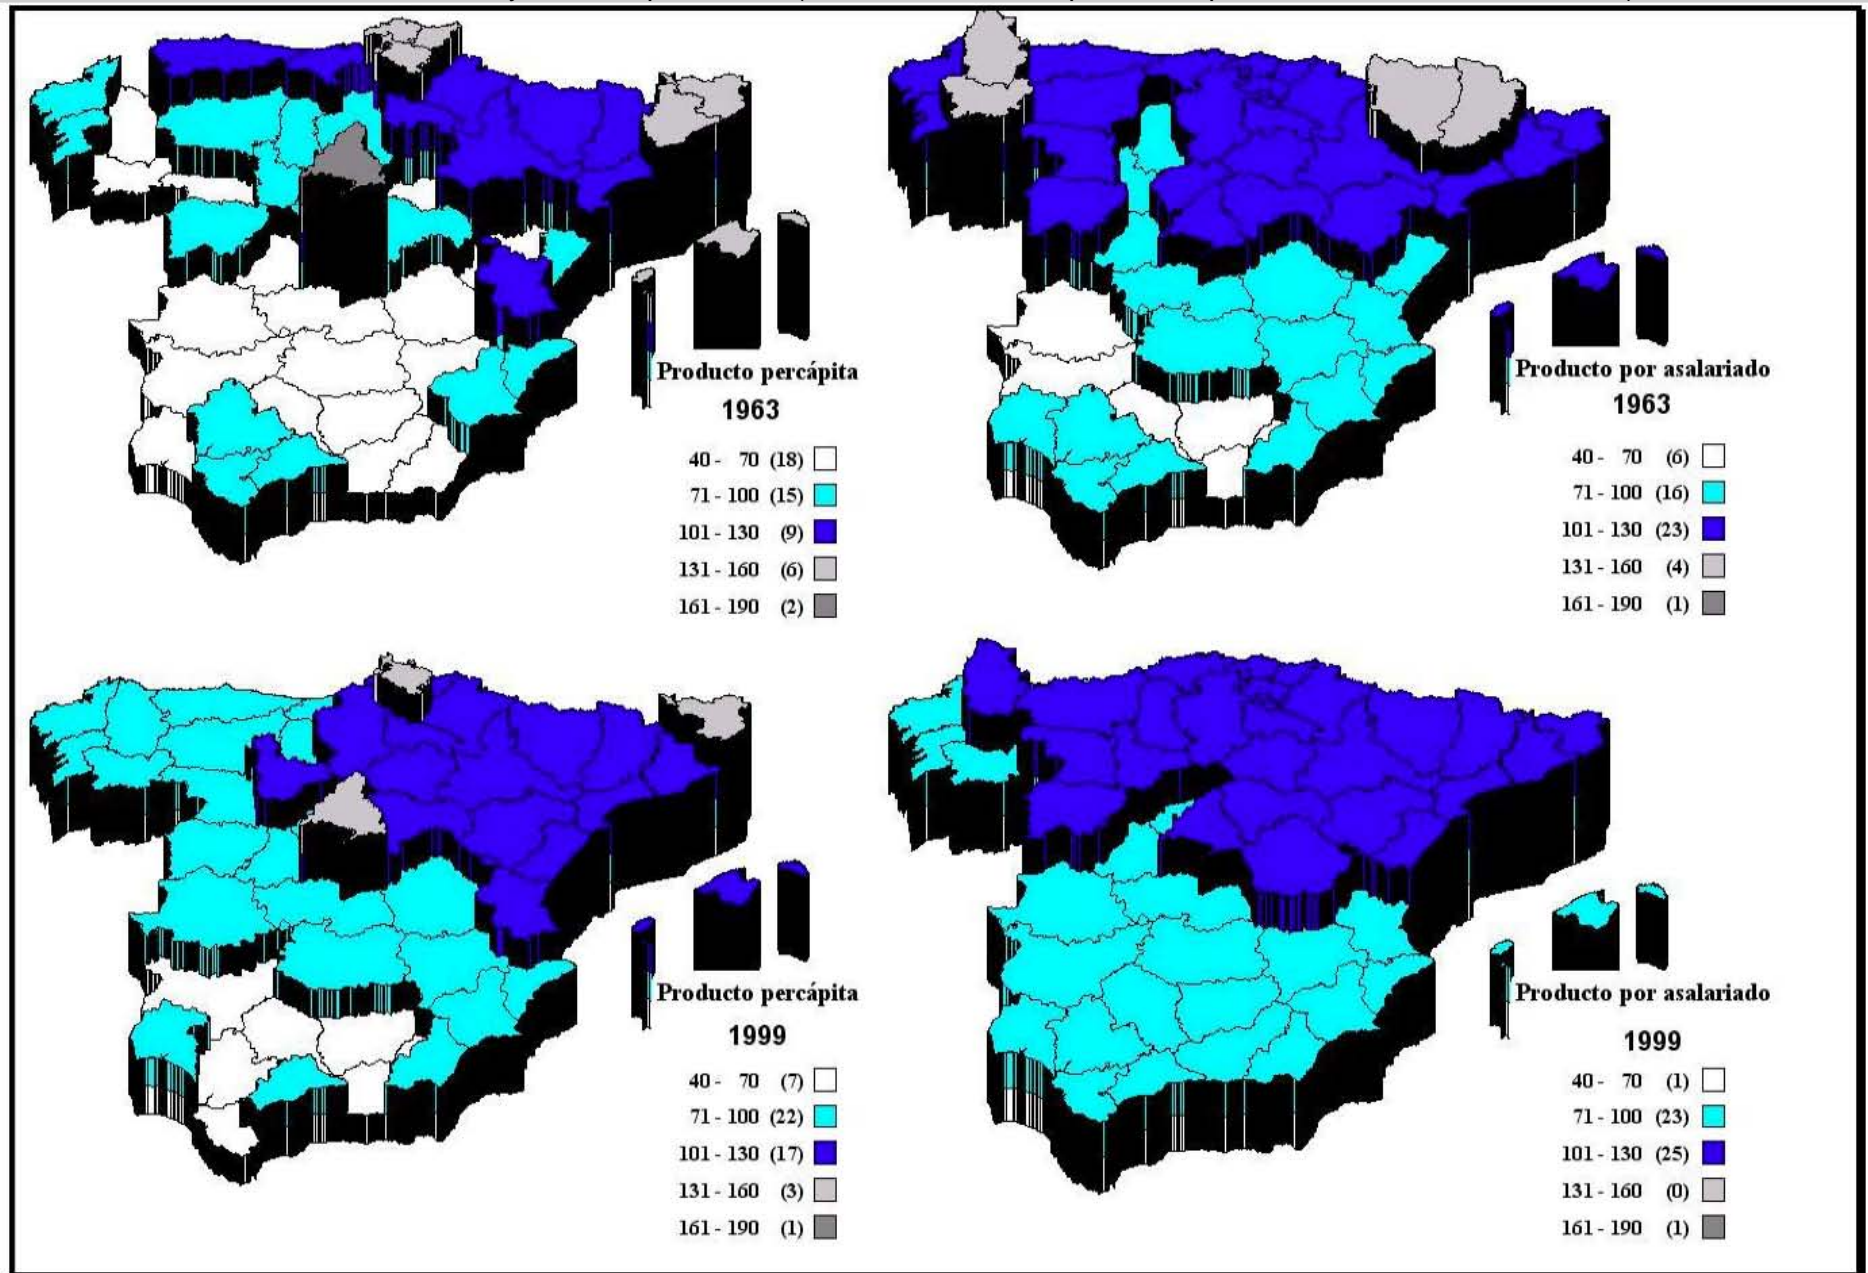 Producto percápita
1963
40 - 70 (18)
71 - 100 (15)
101 - 130 (9)
131 - 160 (6)
161 - 190 (2)
Producto por asalariado
1963
40 - 70 (6)
71 - 100 (16)
101 - 130 (23)
131 - 160 (4)
161 - 190 (1)
Producto percápita
1999
40 - 70 (7)
71 - 100 (22)
101 - 130 (17)
131 - 160 (3)
161 - 190 (1)
Producto por asalariado
1999
40 - 70 (1)
71 - 100 (23)
101 - 130 (25)
131 - 160 (0)
161 - 190 (1)